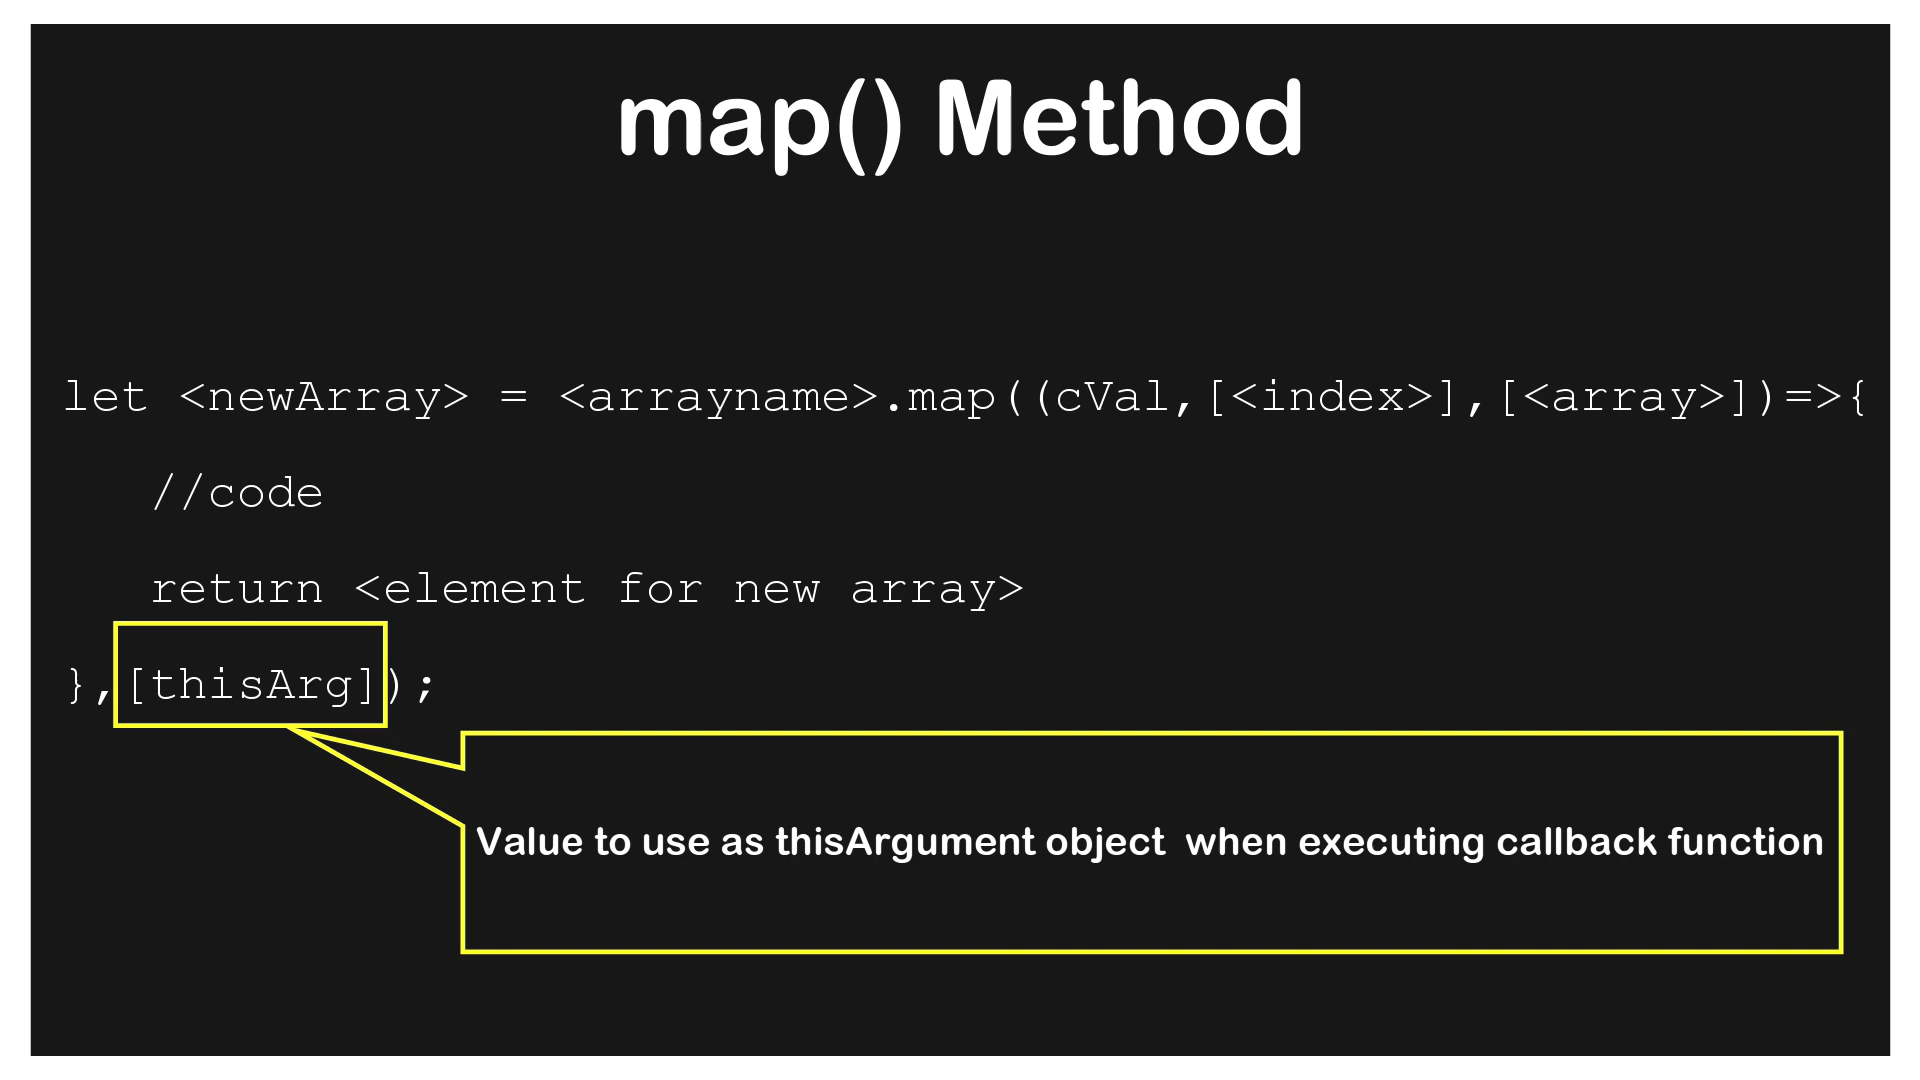 map() Method
let <newArray> = <arrayname>.map((cVal,[<index>],[<array>])=>{
//code
return <element for new array>
},[thisArg]);
Value to use as thisArgument object  when executing callback function